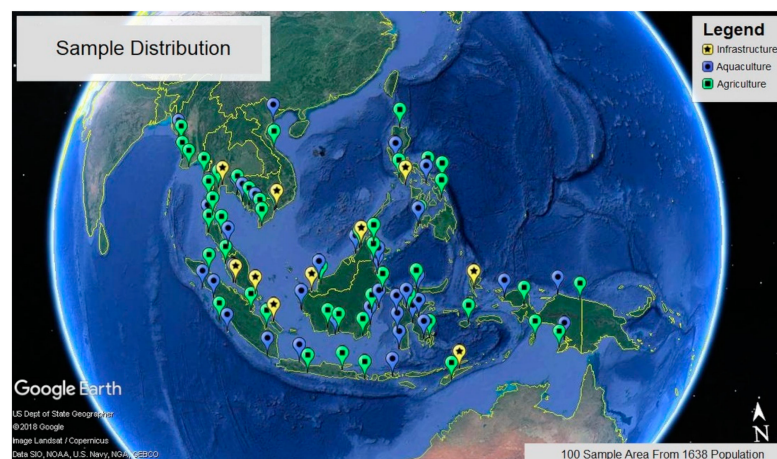 Sample Distribution
Legend
Infrastructure
Aquaculture
Agriculture
Google Earth
US Dept of State Geographer
©2018 Google
Image Landsat / Copernicus
Data SIO, NOAA, U.S. Navy, NGA, GEBCO
N
100 Sample Area From 1638 Population